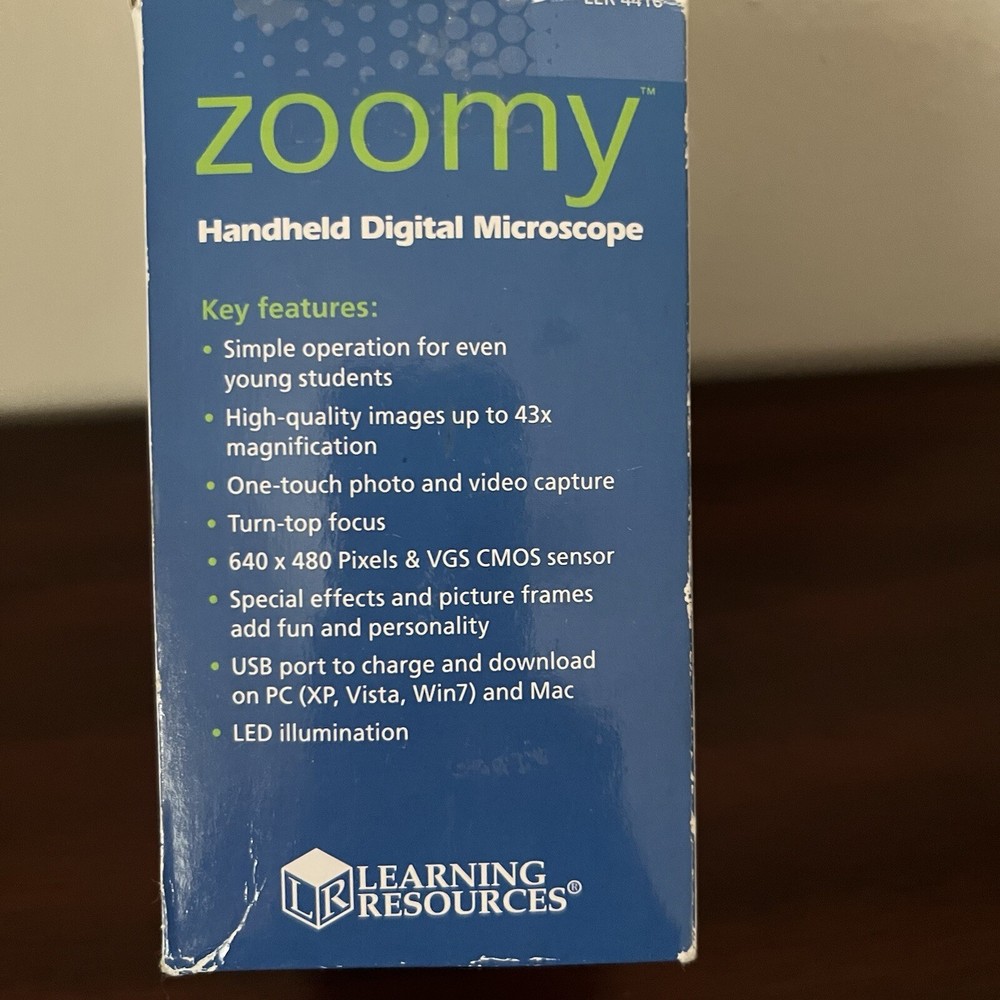 LER 4416
zoomy™
Handheld Digital Microscope
Key features:
• Simple operation for even
young students
• High-quality images up to 43x
magnification
• One-touch photo and video capture
• Turn-top focus
• 640 x 480 Pixels & VGS CMOS sensor
• Special effects and picture frames
add fun and personality
• USB port to charge and download
on PC (XP, Vista, Win7) and Mac
• LED illumination
LR
LEARNING
RESOURCES®